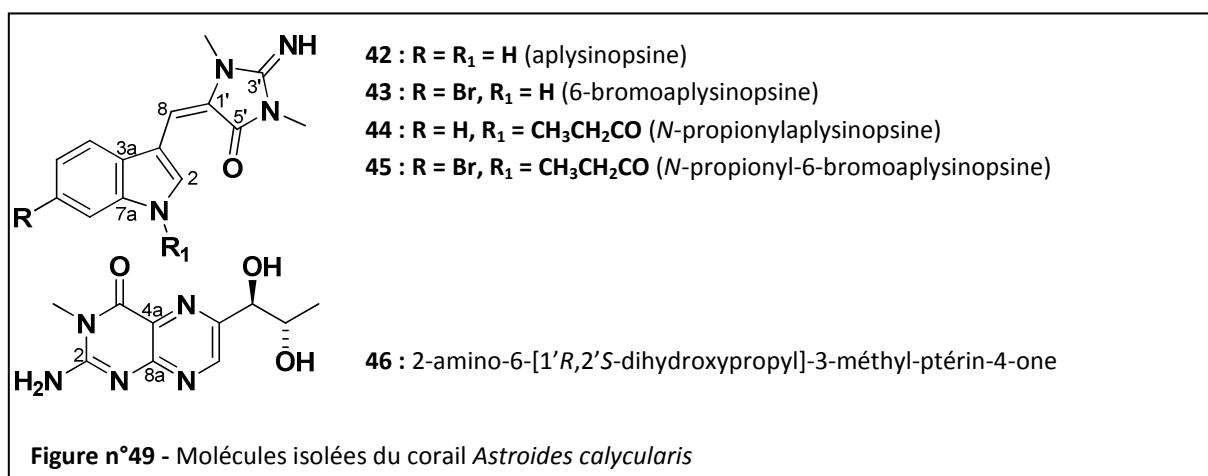 42 : R = R₁ = H (aplysinopsine)
43 : R = Br, R₁ = H (6-bromoaplysinopsine)
44 : R = H, R₁ = CH₃CH₂CO (N-propionylaplysinopsine)
45 : R = Br, R₁ = CH₃CH₂CO (N-propionyl-6-bromoaplysinopsine)
N
NH
3'
8
1'
N
5'
O
3a
2
7a
N
R
R₁
O
OH
4a
N
N
2
8a
OH
H₂N
N
N
46 : 2-amino-6-[1'R,2'S-dihydroxypropyl]-3-méthyl-ptérin-4-one
Figure n°49 - Molécules isolées du corail Astroides calycularis